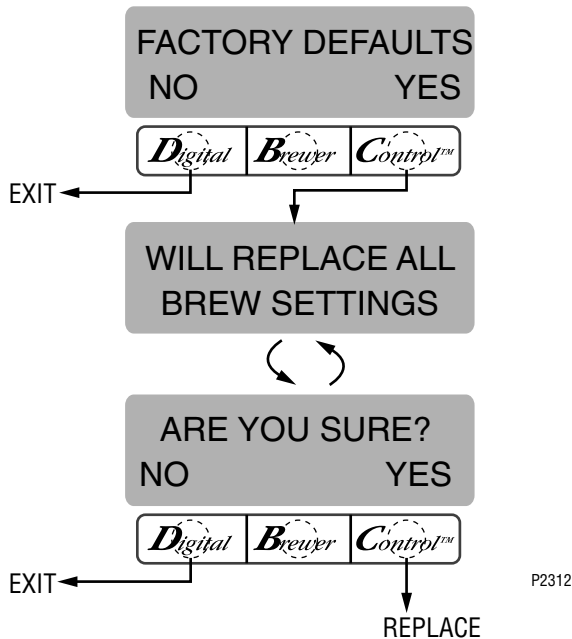 FACTORY DEFAULTS
NO YES
Digital Brewer Control™
EXIT
WILL REPLACE ALL
BREW SETTINGS
ARE YOU SURE?
NO YES
Digital Brewer Control™
EXIT
P2312
REPLACE